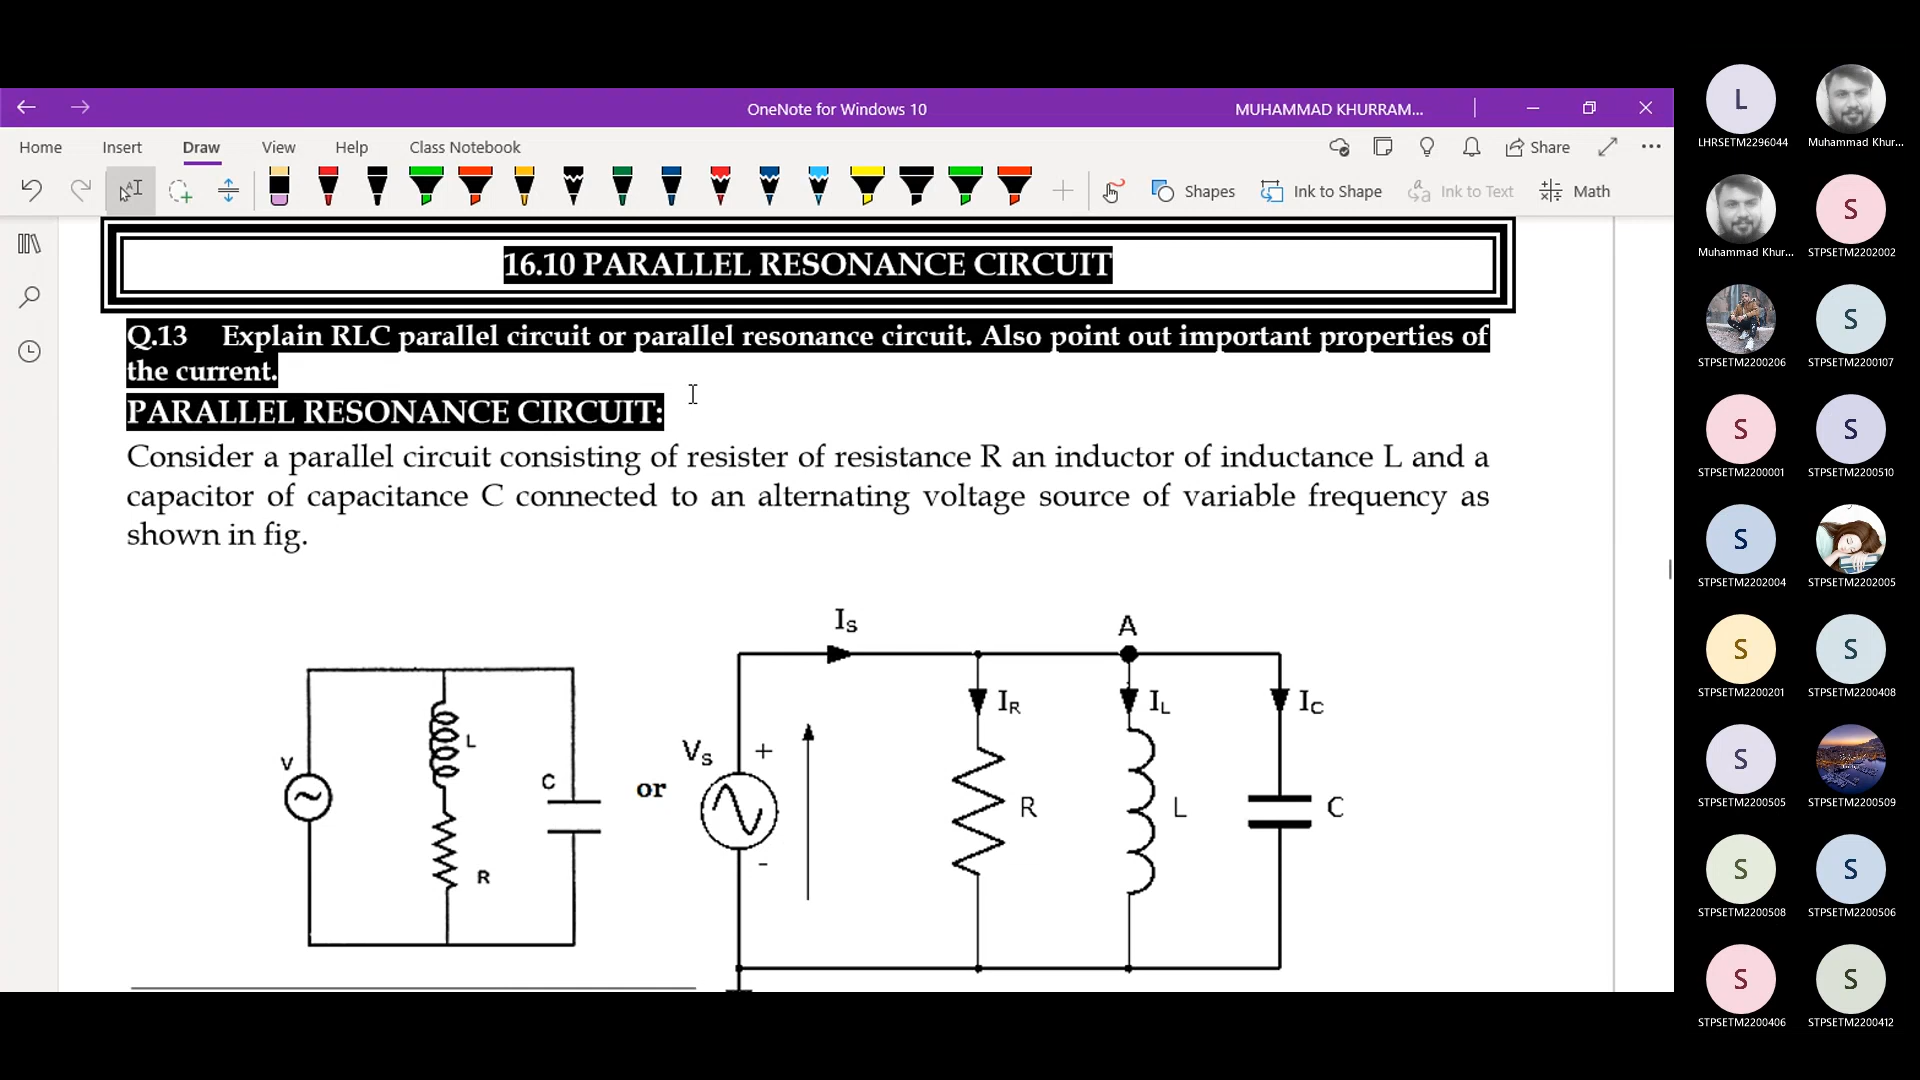 OneNote for Windows 10
MUHAMMAD KHURRAM...
Home Insert Draw View Help Class Notebook
Share
Shapes Ink to Shape Ink to Text Math
16.10 PARALLEL RESONANCE CIRCUIT
Q.13 Explain RLC parallel circuit or parallel resonance circuit. Also point out important properties of
the current.
PARALLEL RESONANCE CIRCUIT:
Consider a parallel circuit consisting of resister of resistance R an inductor of inductance L and a
capacitor of capacitance C connected to an alternating voltage source of variable frequency as
shown in fig.
V
L
C
R
or
Is
A
Vs
+
-
IR
IL
IC
R
L
C
L
LHRSETM2296044
Muhammad Khur...
Muhammad Khur...
S
STPSETM2202002
STPSETM2200206
S
STPSETM2200107
S
STPSETM2200001
S
STPSETM2200510
S
STPSETM2202004
STPSETM2202005
S
STPSETM2200201
S
STPSETM2200408
S
STPSETM2200505
STPSETM2200509
S
STPSETM2200508
S
STPSETM2200506
S
STPSETM2200406
S
STPSETM2200412